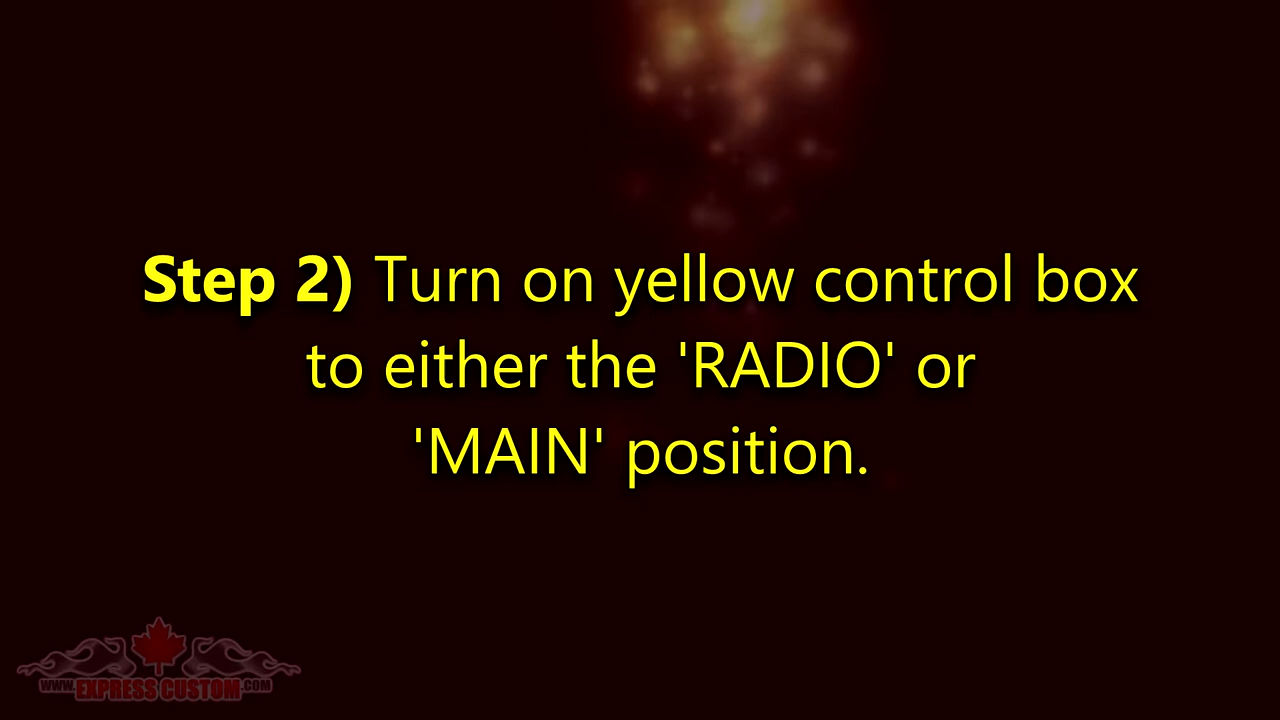 Step 2) Turn on yellow control box
to either the 'RADIO' or
'MAIN' position.
WWW.EXPRESS CUSTOM.COM